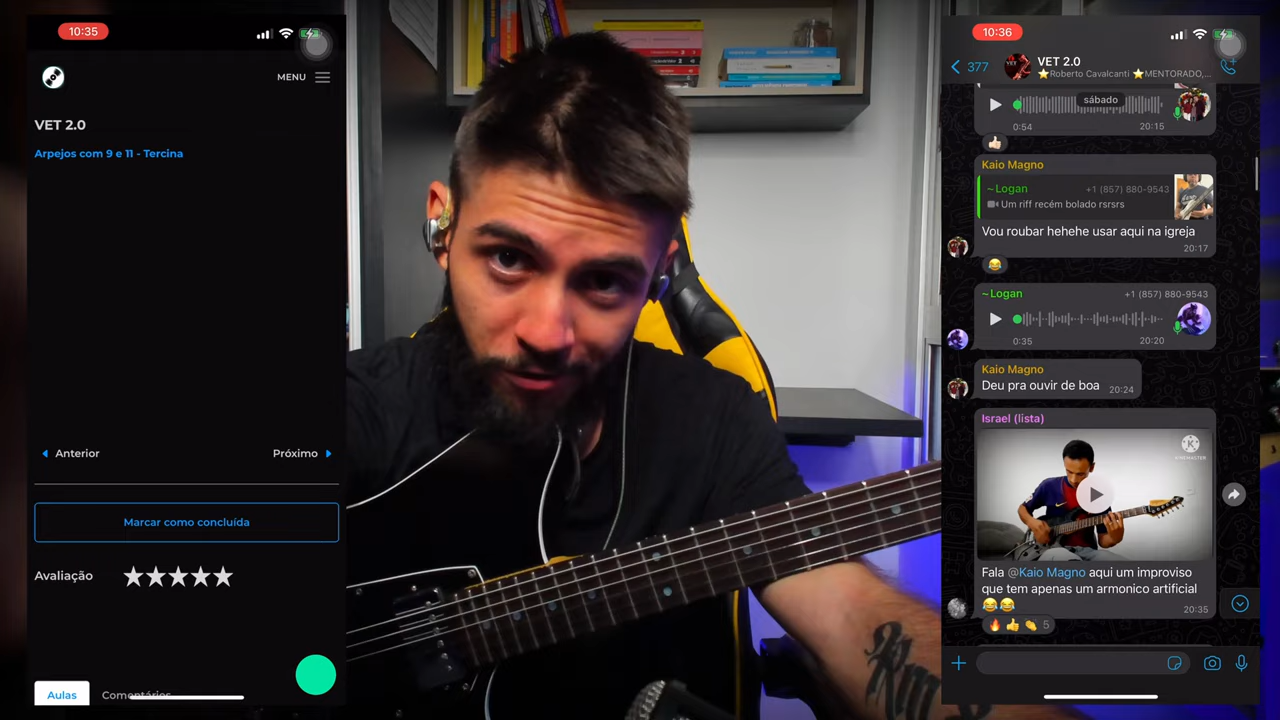 10:35
MENU
VET 2.0
Arpejos com 9 e 11 - Tercina
Anterior
Próximo
Marcar como concluída
Avaliação
Aulas
Comentários
10:36
377
VET 2.0
⭐Roberto Cavalcanti ⭐MENTORADO,...
sábado
0:54
20:15
Kaio Magno
~Logan
+1 (857) 880-9543
Um riff recém bolado rsrsrs
Vou roubar hehehe usar aqui na igreja
20:17
~Logan
+1 (857) 880-9543
0:35
20:20
Kaio Magno
Deu pra ouvir de boa
20:24
Israel (lista)
KINEMASTER
Fala @Kaio Magno aqui um improviso
que tem apenas um armonico artificial
😂😂
20:35
🔥👍👏 5